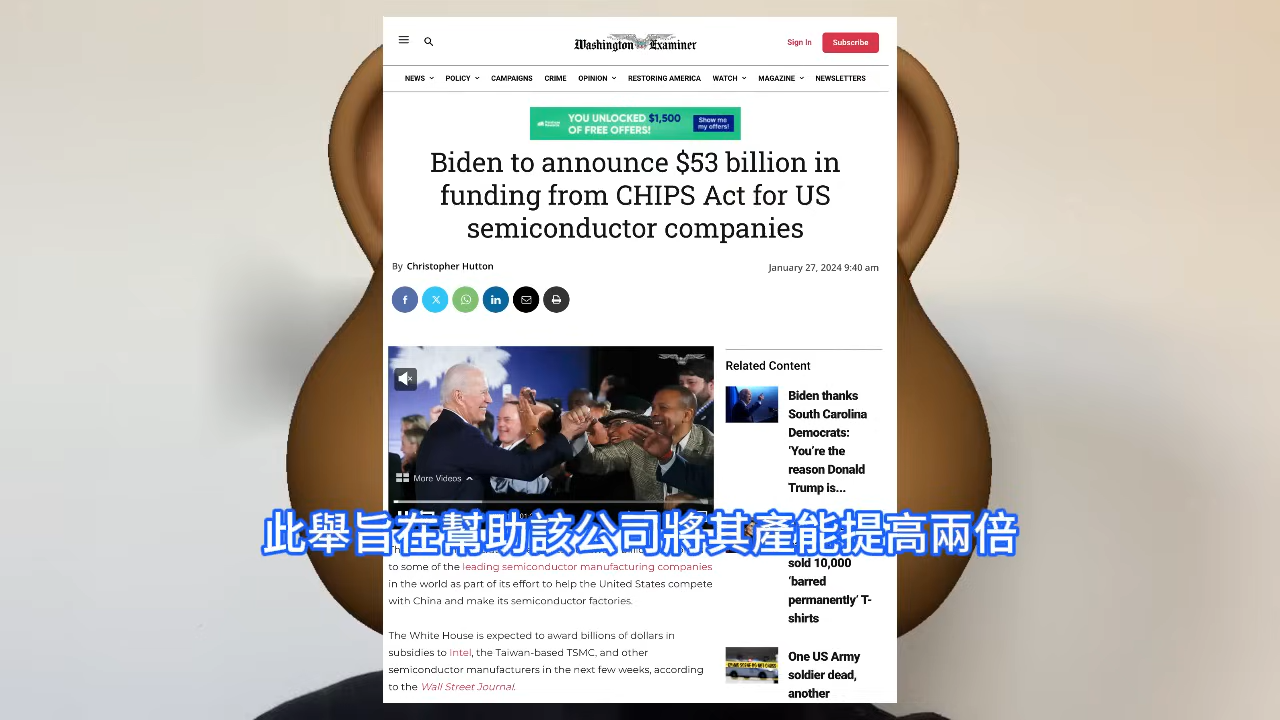 Washington Examiner
Sign In
Subscribe
NEWS
POLICY
CAMPAIGNS
CRIME
OPINION
RESTORING AMERICA
WATCH
MAGAZINE
NEWSLETTERS
YOU UNLOCKED $1,500
OF FREE OFFERS!
Show me
my offers!
Biden to announce $53 billion in
funding from CHIPS Act for US
semiconductor companies
By Christopher Hutton
January 27, 2024 9:40 am
More Videos
to some of the leading semiconductor manufacturing companies
in the world as part of its effort to help the United States compete
with China and make its semiconductor factories.
The White House is expected to award billions of dollars in
subsidies to Intel, the Taiwan-based TSMC, and other
semiconductor manufacturers in the next few weeks, according
to the Wall Street Journal.
Related Content
Biden thanks
South Carolina
Democrats:
‘You’re the
reason Donald
Trump is...
sold 10,000
‘barred
permanently’ T-
shirts
One US Army
soldier dead,
another
此舉旨在幫助該公司將其產能提高兩倍